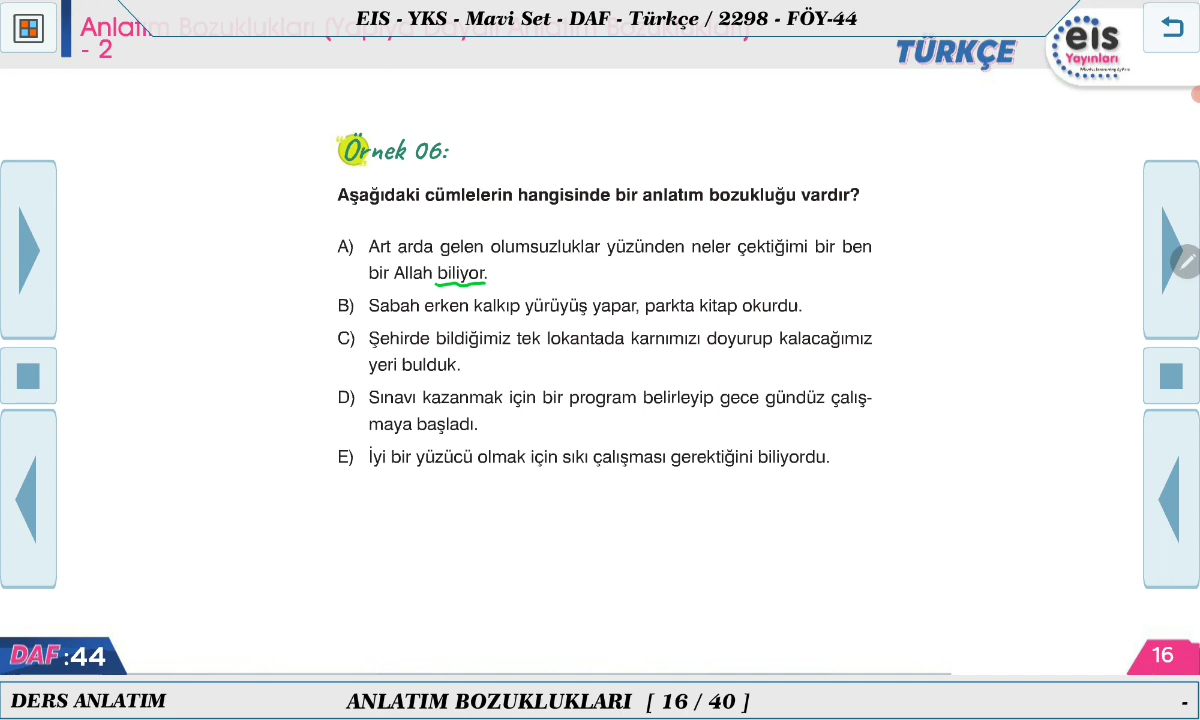 EIS - YKS - Mavi Set - DAF - Türkçe / 2298 - FÖY-44
Anlatım Bozuklukları (Yapıya Dayalı Anlatım Bozuklukları)
- 2
TÜRKÇE
eis
Yayınları
Örnek 06:
Aşağıdaki cümlelerin hangisinde bir anlatım bozukluğu vardır?
A) Art arda gelen olumsuzluklar yüzünden neler çektiğimi bir ben
bir Allah biliyor.
B) Sabah erken kalkıp yürüyüş yapar, parkta kitap okurdu.
C) Şehirde bildiğimiz tek lokantada karnımızı doyurup kalacağımız
yeri bulduk.
D) Sınavı kazanmak için bir program belirleyip gece gündüz çalış-
maya başladı.
E) İyi bir yüzücü olmak için sıkı çalışması gerektiğini biliyordu.
DAF :44
16
DERS ANLATIM
ANLATIM BOZUKLUKLARI [ 16 / 40 ]
-